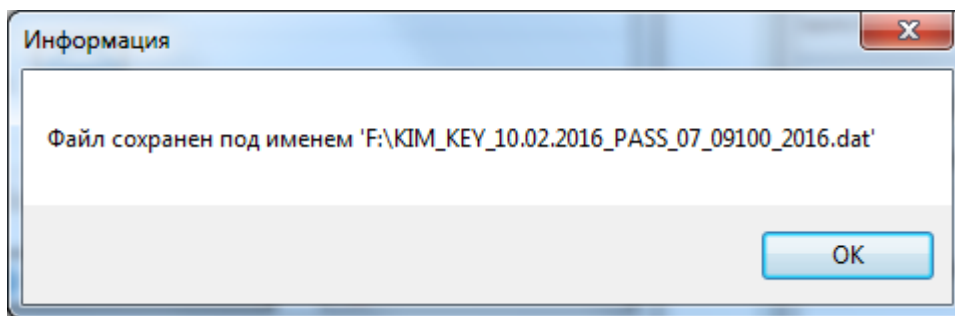 Информация
Файл сохранен под именем 'F:\KIM_KEY_10.02.2016_PASS_07_09100_2016.dat'
OK